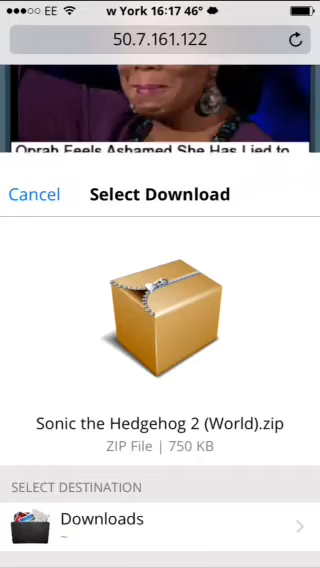 EE w York 16:17 46°
50.7.161.122
Oprah Feels Ashamed She Has Lied to
Cancel Select Download
Sonic the Hedgehog 2 (World).zip
ZIP File | 750 KB
SELECT DESTINATION
Downloads
~